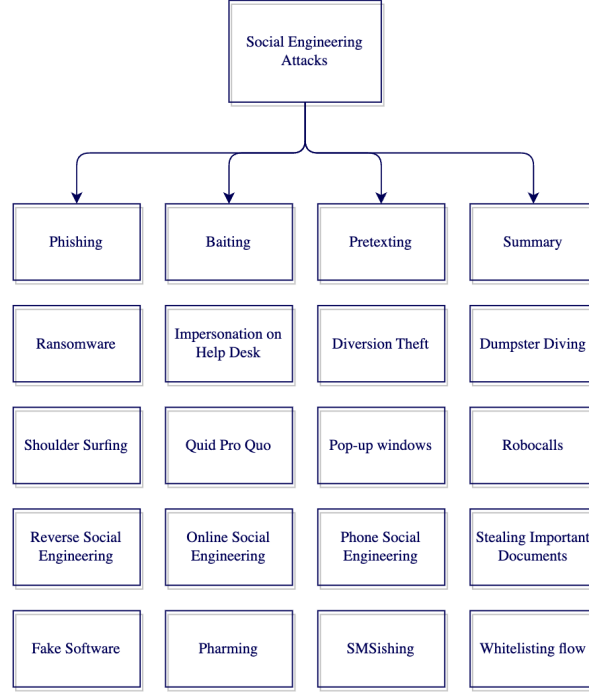 Social Engineering
Attacks
Phishing
Baiting
Pretexting
Summary
Ransomware
Impersonation on
Help Desk
Diversion Theft
Dumpster Diving
Shoulder Surfing
Quid Pro Quo
Pop-up windows
Robocalls
Reverse Social
Engineering
Online Social
Engineering
Phone Social
Engineering
Stealing Important
Documents
Fake Software
Pharming
SMSishing
Whitelisting flow